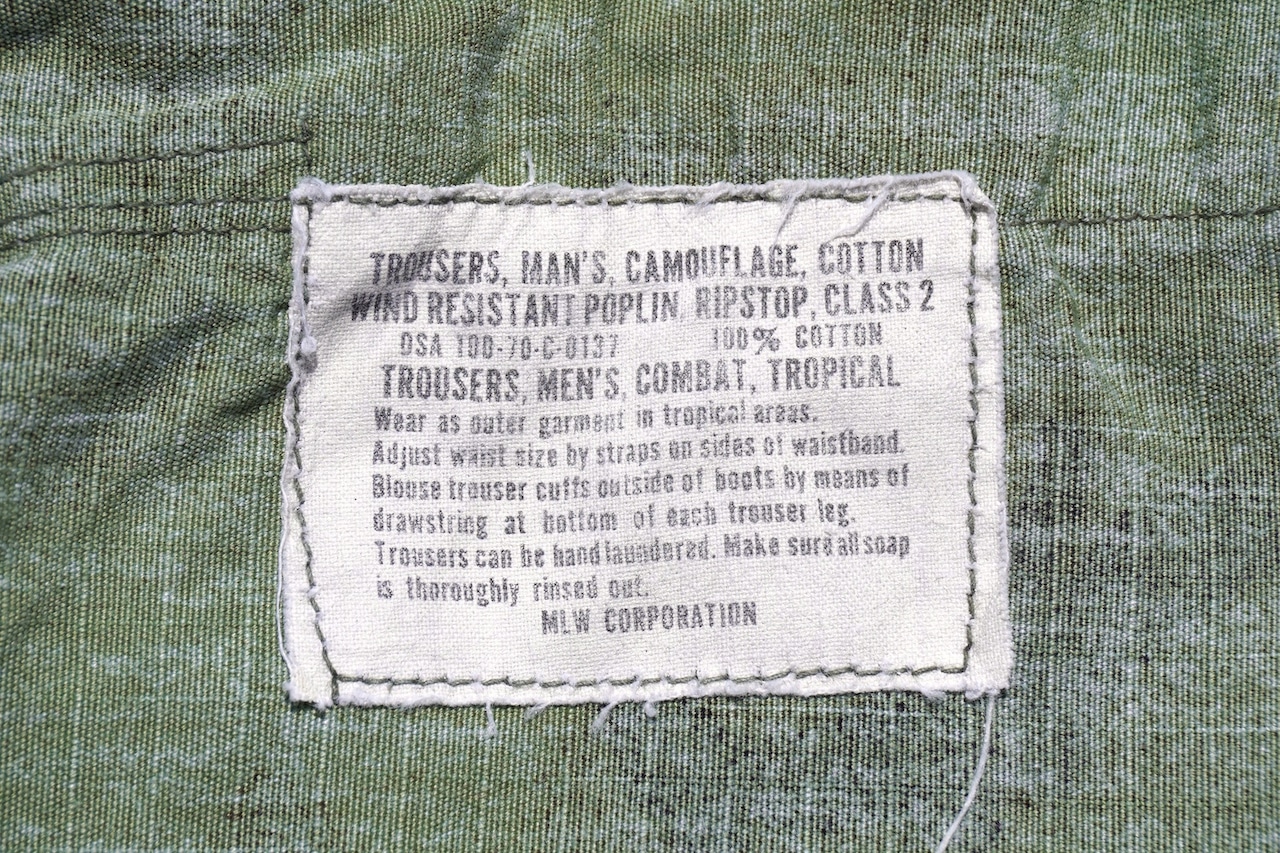 TROUSERS, MAN'S, CAMOUFLAGE, COTTON
WIND RESISTANT POPLIN, RIPSTOP, CLASS 2
DSA 100-70-C-0137 100% COTTON
TROUSERS, MEN'S, COMBAT, TROPICAL
Wear as outer garment in tropical areas.
Adjust waist size by straps on sides of waistband.
Blouse trouser cuffs outside of boots by means of
drawstring at bottom of each trouser leg.
Trousers can be hand laundered. Make sure all soap
is thoroughly rinsed out.
MLW CORPORATION